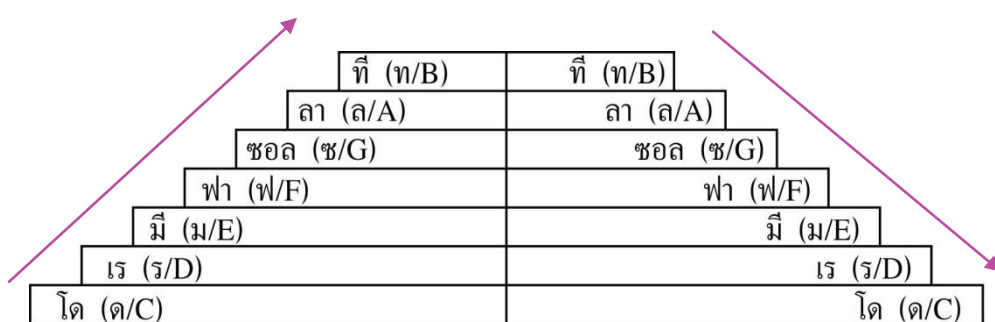 ที (ท/B) ที (ท/B)
ลา (ล/A) ลา (ล/A)
ซอล (ซ/G) ซอล (ซ/G)
ฟา (ฟ/F) ฟา (ฟ/F)
มี (ม/E) มี (ม/E)
เร (ร/D) เร (ร/D)
โด (ด/C) โด (ด/C)